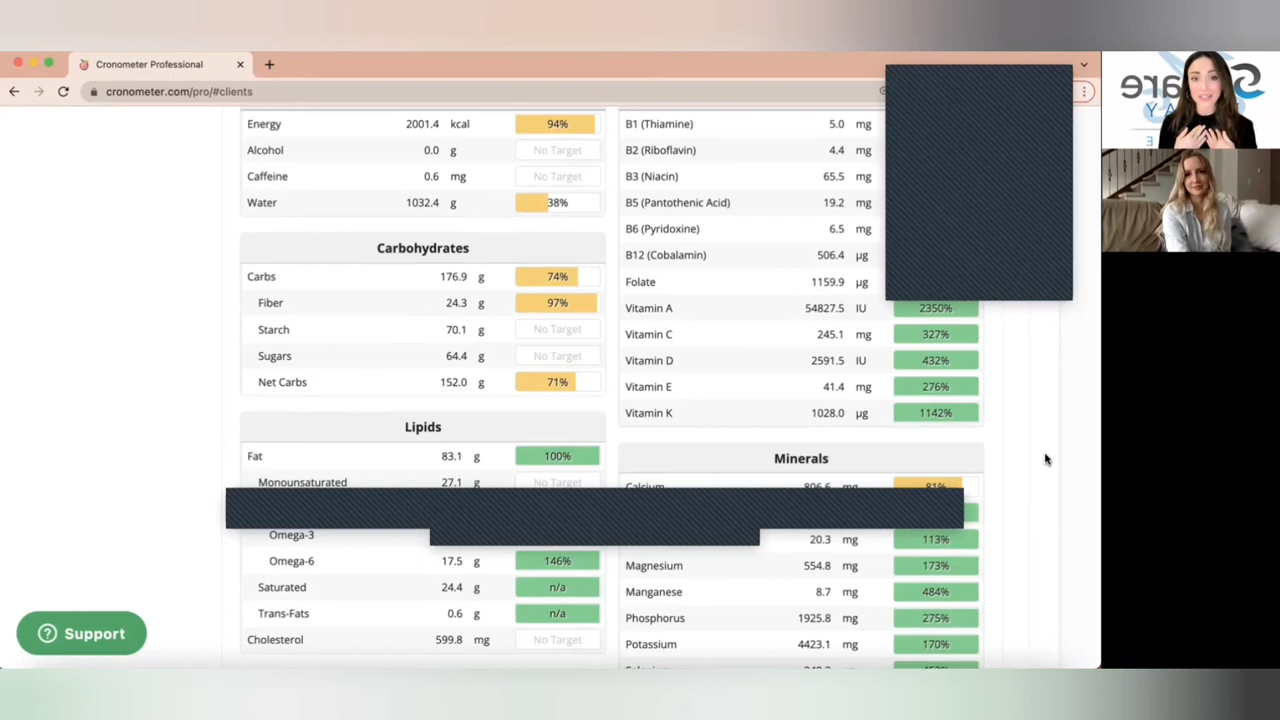 Cronometer Professional
cronometer.com/pro/#clients
Energy 2001.4 kcal 94%
Alcohol 0.0 g No Target
Caffeine 0.6 mg No Target
Water 1032.4 g 38%
Carbohydrates
Carbs 176.9 g 74%
Fiber 24.3 g 97%
Starch 70.1 g No Target
Sugars 64.4 g No Target
Net Carbs 152.0 g 71%
Lipids
Fat 83.1 g 100%
Monounsaturated 27.1 g No Target
Omega-3
Omega-6 17.5 g 146%
Saturated 24.4 g n/a
Trans-Fats 0.6 g n/a
Cholesterol 599.8 mg No Target
B1 (Thiamine) 5.0 mg
B2 (Riboflavin) 4.4 mg
B3 (Niacin) 65.5 mg
B5 (Pantothenic Acid) 19.2 mg
B6 (Pyridoxine) 6.5 mg
B12 (Cobalamin) 506.4 µg
Folate 1159.9 µg
Vitamin A 54827.5 IU 2350%
Vitamin C 245.1 mg 327%
Vitamin D 2591.5 IU 432%
Vitamin E 41.4 mg 276%
Vitamin K 1028.0 µg 1142%
Minerals
Calcium 806.6 mg 81%
20.3 mg 113%
Magnesium 554.8 mg 173%
Manganese 8.7 mg 484%
Phosphorus 1925.8 mg 275%
Potassium 4423.1 mg 170%
Support